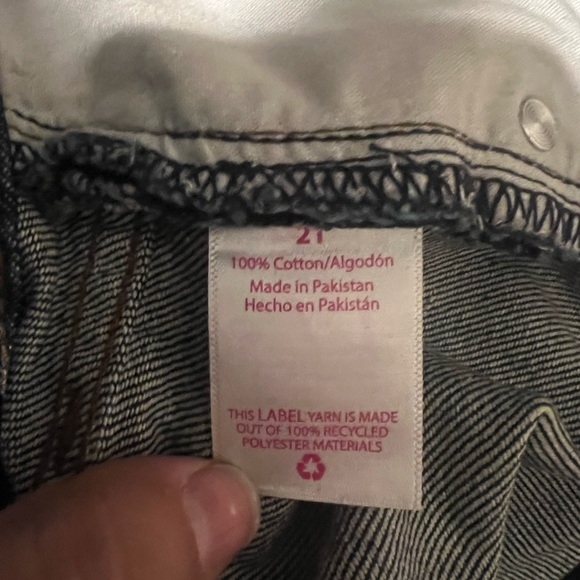 21
100% Cotton/Algodón
Made in Pakistan
Hecho en Pakistán
THIS LABEL YARN IS MADE
OUT OF 100% RECYCLED
POLYESTER MATERIALS